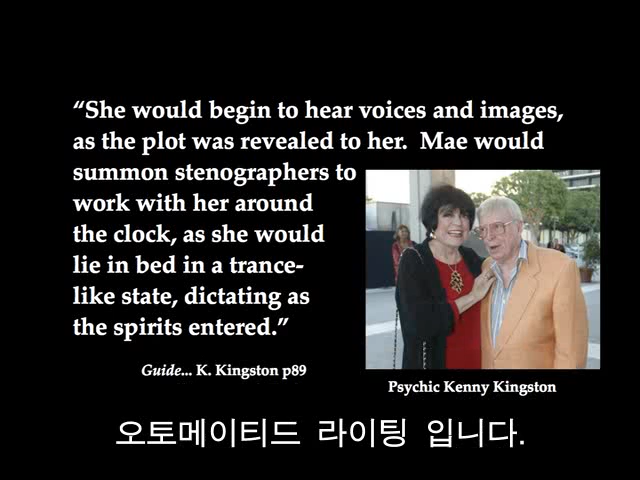 “She would begin to hear voices and images,
as the plot was revealed to her.  Mae would
summon stenographers to
work with her around
the clock, as she would
lie in bed in a trance-
like state, dictating as
the spirits entered.”
Guide... K. Kingston p89
Psychic Kenny Kingston
오토메이티드 라이팅 입니다.